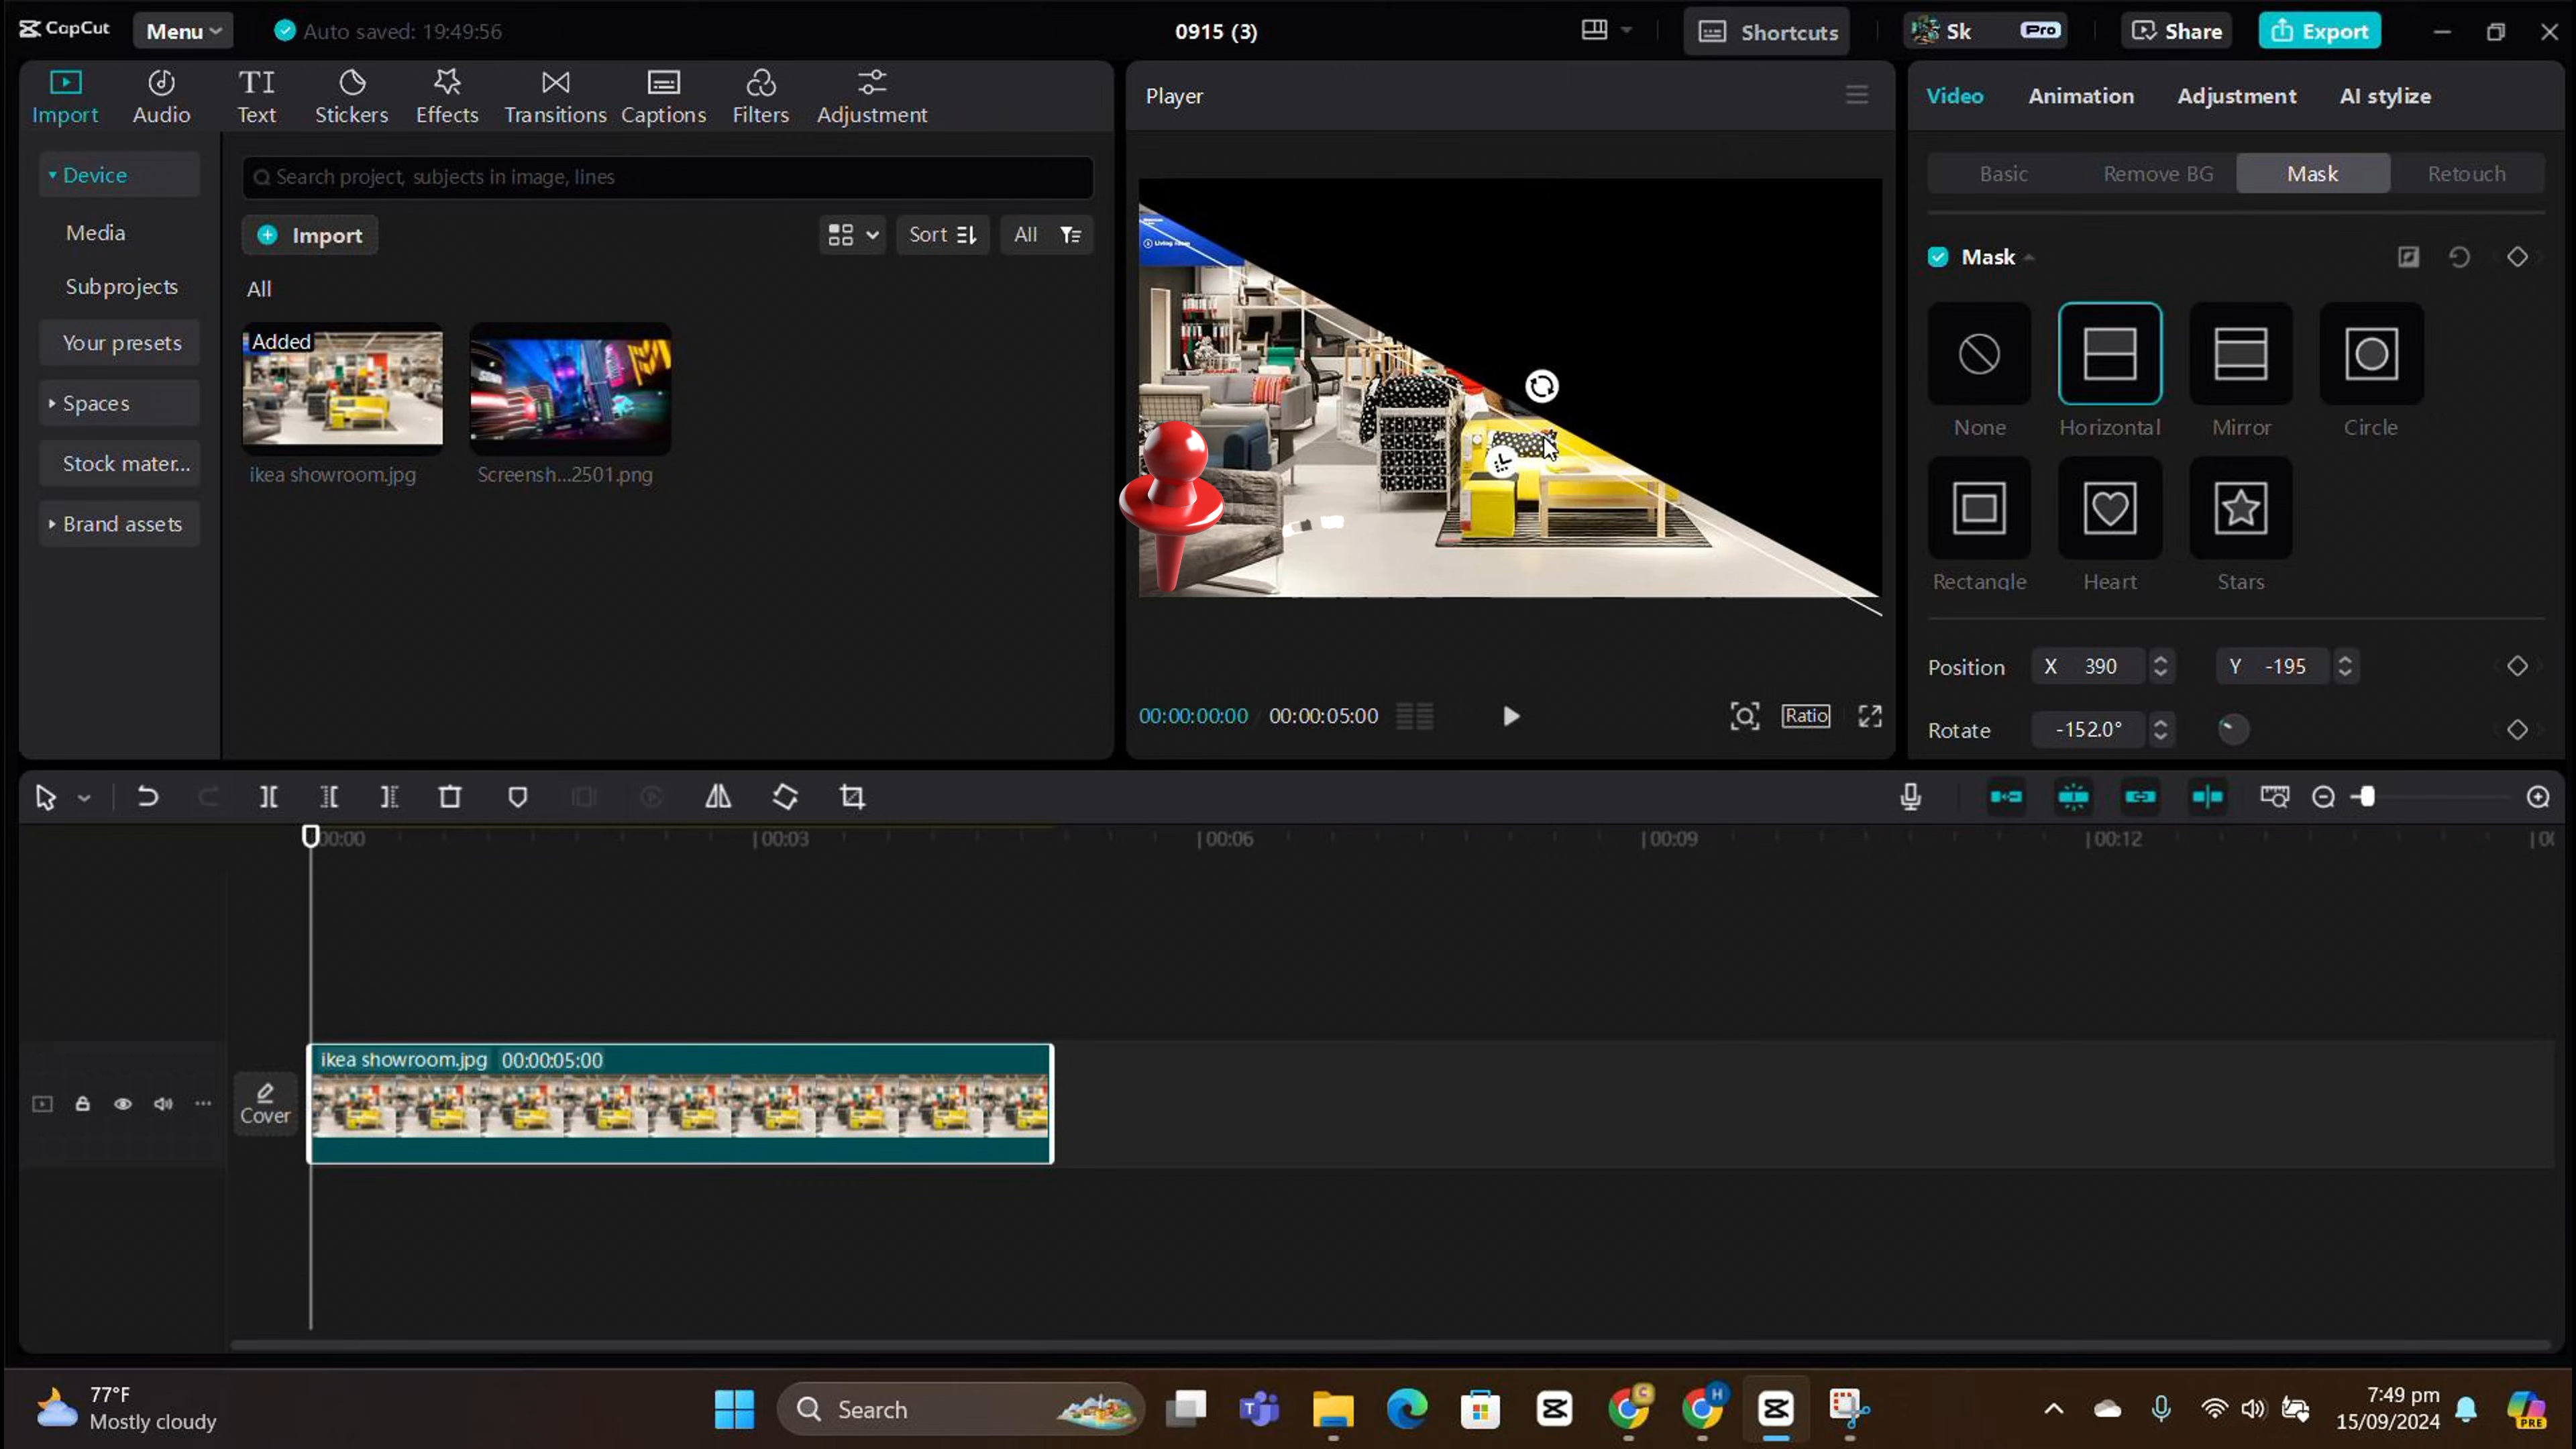 CapCut
Menu
Auto saved: 19:49:56
0915 (3)
Shortcuts
Sk
Pro
Share
Export
Import
Audio
TI
Text
Stickers
Effects
Transitions
Captions
Filters
Adjustment
Device
Media
Subprojects
Your presets
Spaces
Stock mater...
Brand assets
Search project, subjects in image, lines
Import
Sort
All
All
Added
ikea showroom.jpg
Screensh...2501.png
Player
Living room
00:00:00:00
00:00:05:00
Ratio
Video
Animation
Adjustment
AI stylize
Basic
Remove BG
Mask
Retouch
Mask
None
Horizontal
Mirror
Circle
Rectangle
Heart
Stars
Position
X 390
Y -195
Rotate
-152.0°
00:00
00:03
00:06
00:09
00:12
ikea showroom.jpg 00:00:05:00
Cover
77°F
Mostly cloudy
Search
7:49 pm
15/09/2024
PRE